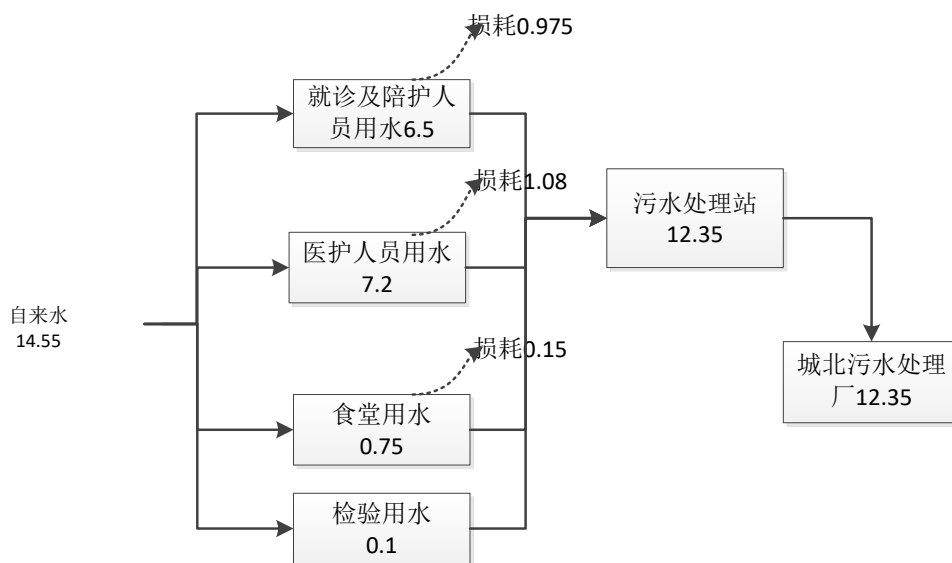 损耗0.975
就诊及陪护人
员用水6.5
损耗1.08
医护人员用水
7.2
污水处理站
12.35
自来水
14.55
损耗0.15
食堂用水
0.75
城北污水处理
厂12.35
检验用水
0.1